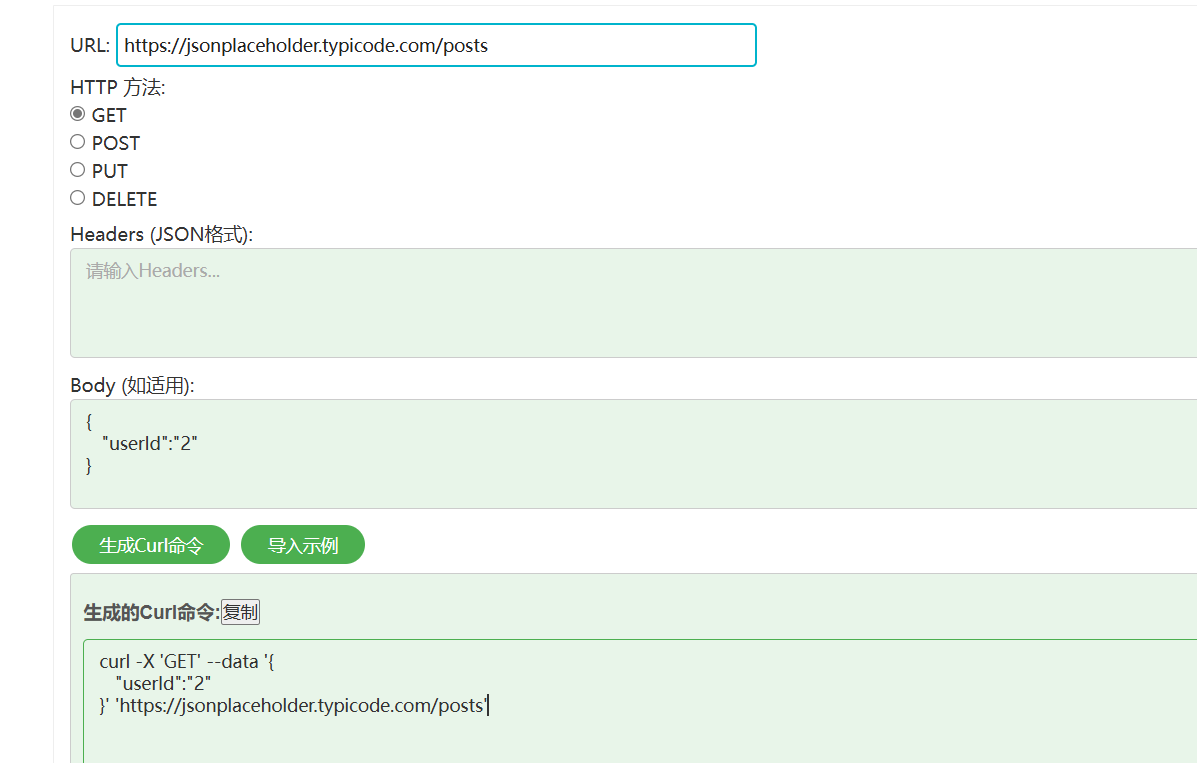 URL: https://jsonplaceholder.typicode.com/posts
HTTP 方法:
GET
POST
PUT
DELETE
Headers (JSON格式):
请输入Headers...
Body (如适用):
{
"userId":"2"
}
生成Curl命令 导入示例
生成的Curl命令:复制
curl -X 'GET' --data '{
"userId":"2"
}' 'https://jsonplaceholder.typicode.com/posts'